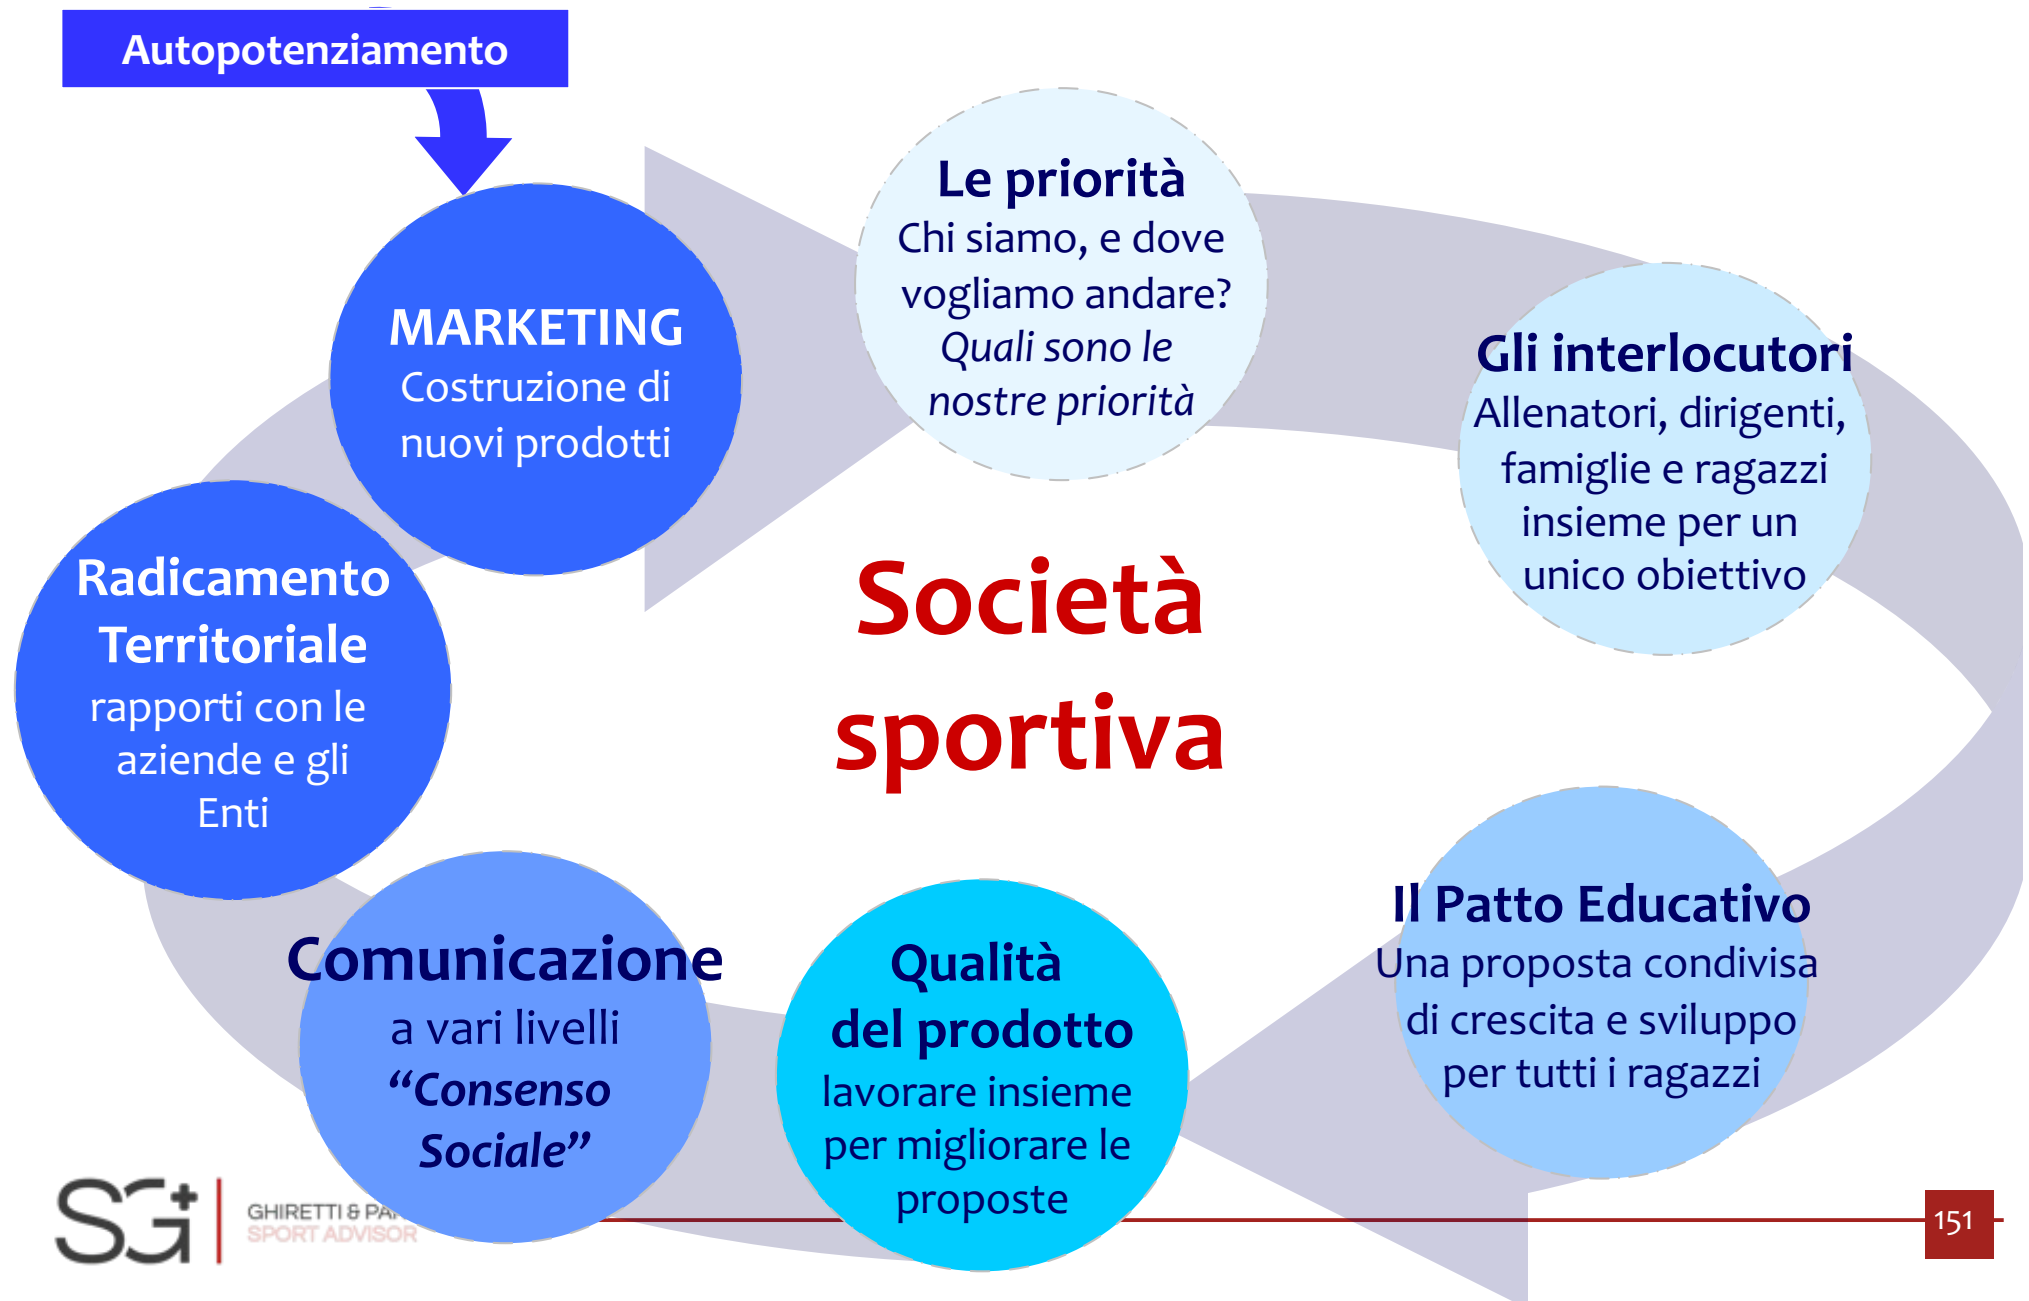 Autopotenziamento
MARKETING
Costruzione di
nuovi prodotti
Le priorità
Chi siamo, e dove
vogliamo andare?
Quali sono le
nostre priorità
Gli interlocutori
Allenatori, dirigenti,
famiglie e ragazzi
insieme per un
unico obiettivo
Radicamento
Territoriale
rapporti con le
aziende e gli
Enti
Società
sportiva
Il Patto Educativo
Una proposta condivisa
di crescita e sviluppo
per tutti i ragazzi
Comunicazione
a vari livelli
“Consenso
Sociale”
Qualità
del prodotto
lavorare insieme
per migliorare le
proposte
SG+
GHIRETTI &
SPORT ADVISOR
151